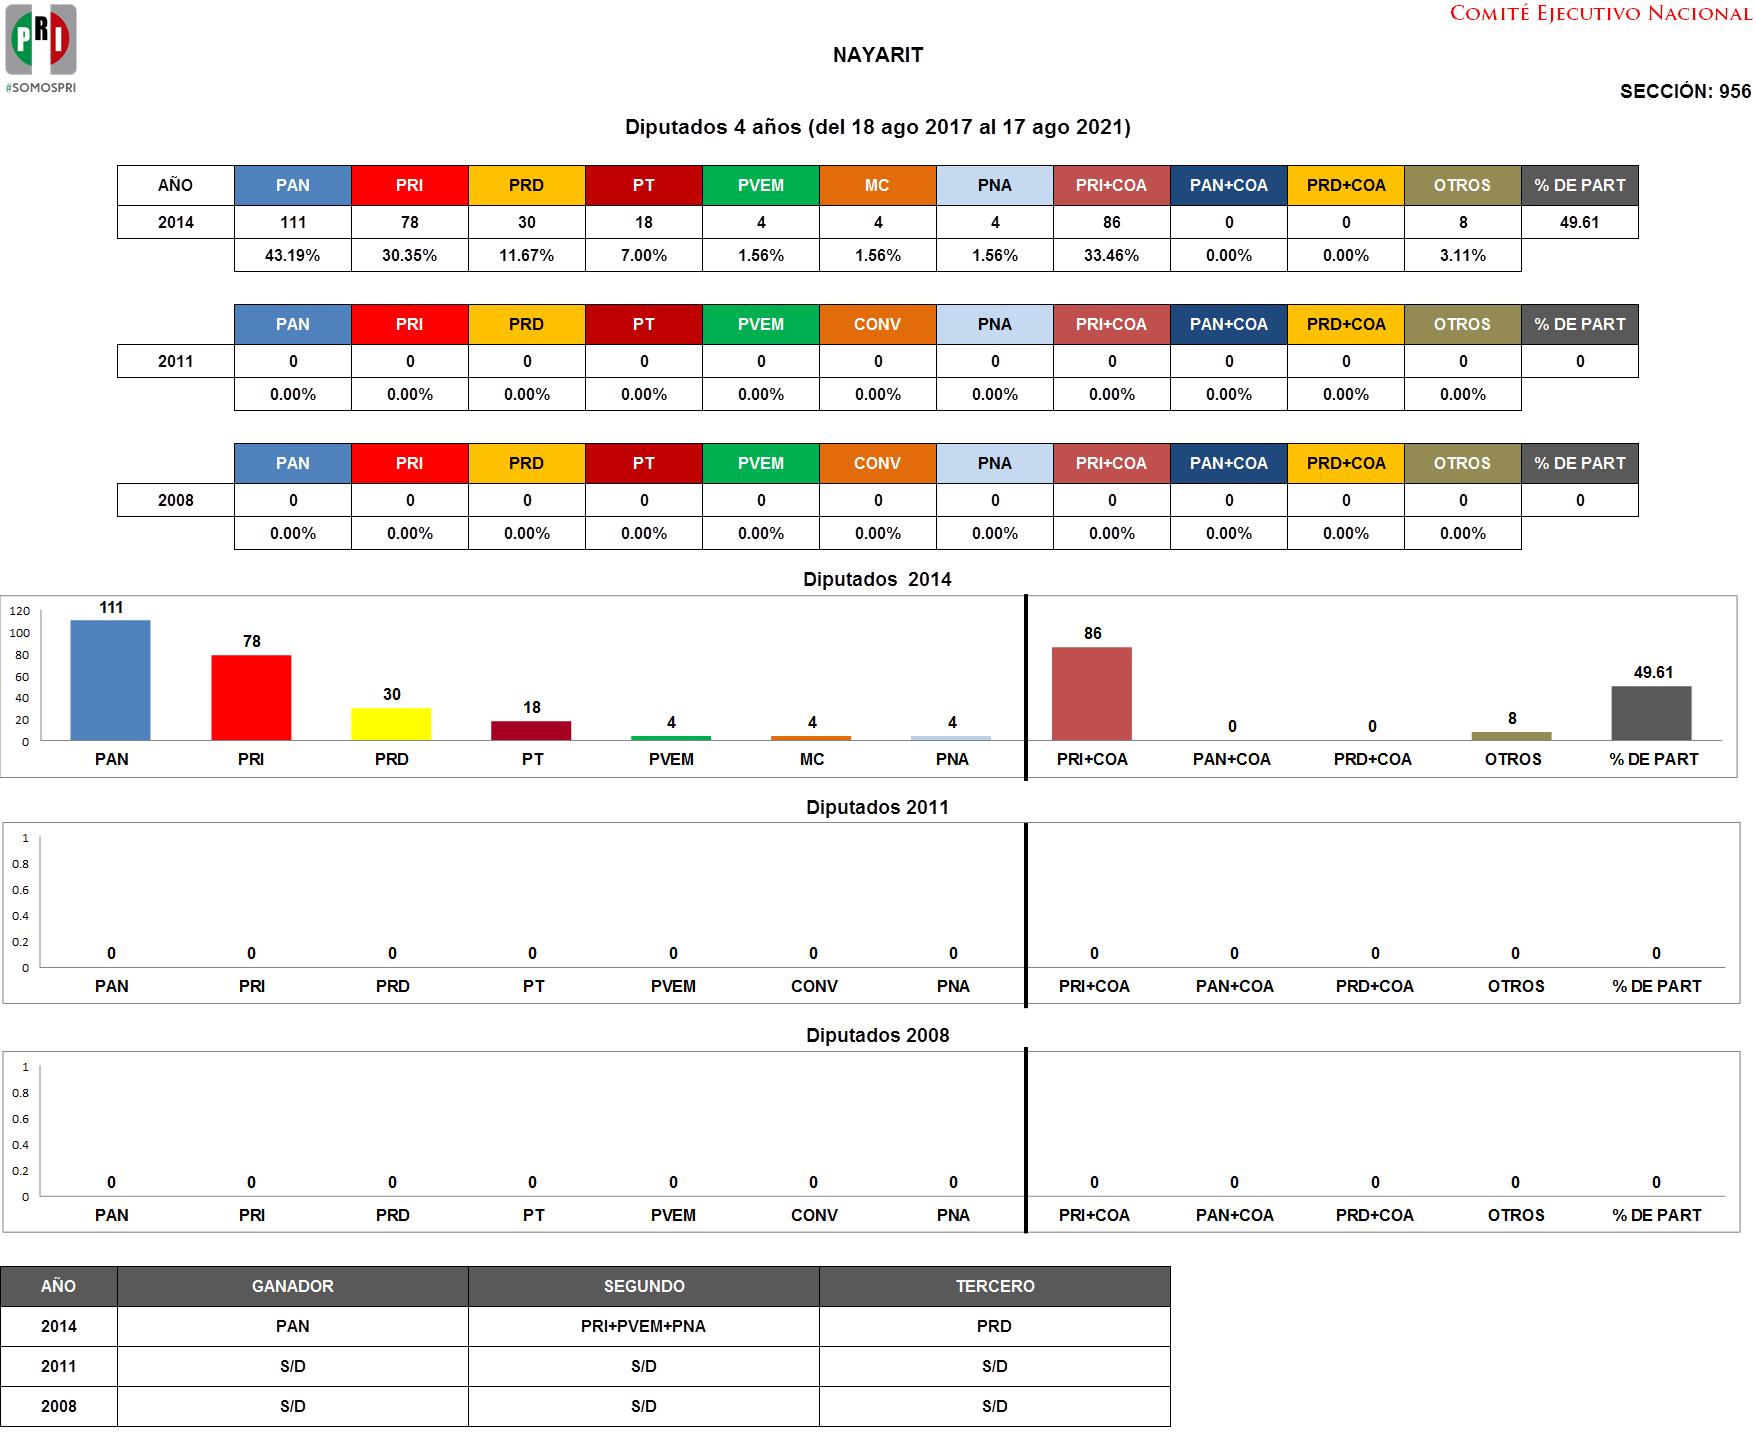 PRI
#SOMOSPRI
COMITÉ EJECUTIVO NACIONAL
NAYARIT
SECCIÓN: 956
Diputados 4 años (del 18 ago 2017 al 17 ago 2021)
AÑO PAN PRI PRD PT PVEM MC PNA PRI+COA PAN+COA PRD+COA OTROS % DE PART
2014 111 78 30 18 4 4 4 86 0 0 8 49.61
43.19% 30.35% 11.67% 7.00% 1.56% 1.56% 1.56% 33.46% 0.00% 0.00% 3.11%
PAN PRI PRD PT PVEM CONV PNA PRI+COA PAN+COA PRD+COA OTROS % DE PART
2011 0 0 0 0 0 0 0 0 0 0 0 0
0.00% 0.00% 0.00% 0.00% 0.00% 0.00% 0.00% 0.00% 0.00% 0.00% 0.00%
PAN PRI PRD PT PVEM CONV PNA PRI+COA PAN+COA PRD+COA OTROS % DE PART
2008 0 0 0 0 0 0 0 0 0 0 0 0
0.00% 0.00% 0.00% 0.00% 0.00% 0.00% 0.00% 0.00% 0.00% 0.00% 0.00%
Diputados 2014
120
100
80
60
40
20
0
111 78 30 18 4 4 4 86 0 0 8 49.61
PAN PRI PRD PT PVEM MC PNA PRI+COA PAN+COA PRD+COA OTROS % DE PART
Diputados 2011
1
0.8
0.6
0.4
0.2
0
0 0 0 0 0 0 0 0 0 0 0 0
PAN PRI PRD PT PVEM CONV PNA PRI+COA PAN+COA PRD+COA OTROS % DE PART
Diputados 2008
1
0.8
0.6
0.4
0.2
0
0 0 0 0 0 0 0 0 0 0 0 0
PAN PRI PRD PT PVEM CONV PNA PRI+COA PAN+COA PRD+COA OTROS % DE PART
AÑO GANADOR SEGUNDO TERCERO
2014 PAN PRI+PVEM+PNA PRD
2011 S/D S/D S/D
2008 S/D S/D S/D